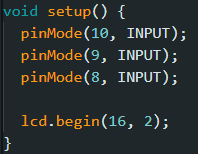 void setup() {
  pinMode(10, INPUT);
  pinMode(9, INPUT);
  pinMode(8, INPUT);

  lcd.begin(16, 2);
}